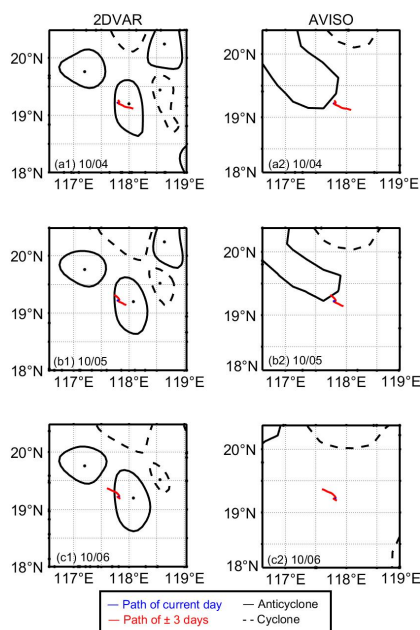 2DVAR
AVISO
20°N
19°N
18°N
(a1) 10/04
117°E 118°E 119°E
20°N
19°N
18°N
(a2) 10/04
117°E 118°E 119°E
20°N
19°N
18°N
(b1) 10/05
117°E 118°E 119°E
20°N
19°N
18°N
(b2) 10/05
117°E 118°E 119°E
20°N
19°N
18°N
(c1) 10/06
117°E 118°E 119°E
20°N
19°N
18°N
(c2) 10/06
117°E 118°E 119°E
Path of current day
Anticyclone
Path of ± 3 days
Cyclone